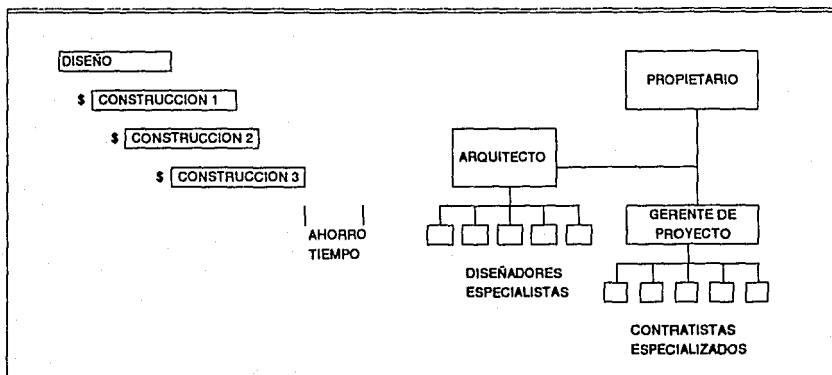 DISEÑO
$ CONSTRUCCION 1
$ CONSTRUCCION 2
$ CONSTRUCCION 3
AHORRO
TIEMPO
PROPIETARIO
ARQUITECTO
GERENTE DE
PROYECTO
DISEÑADORES
ESPECIALISTAS
CONTRATISTAS
ESPECIALIZADOS